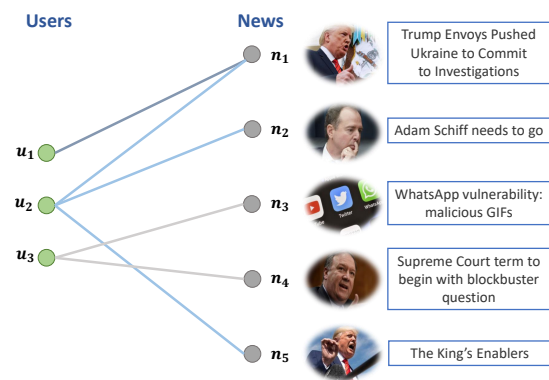 Users
News
n1
Trump Envoys Pushed
Ukraine to Commit
to Investigations
n2
Adam Schiff needs to go
u1
u2
n3
Twitter
WhatsApp vulnerability:
malicious GIFs
u3
n4
Supreme Court term to
begin with blockbuster
question
n5
The King’s Enablers